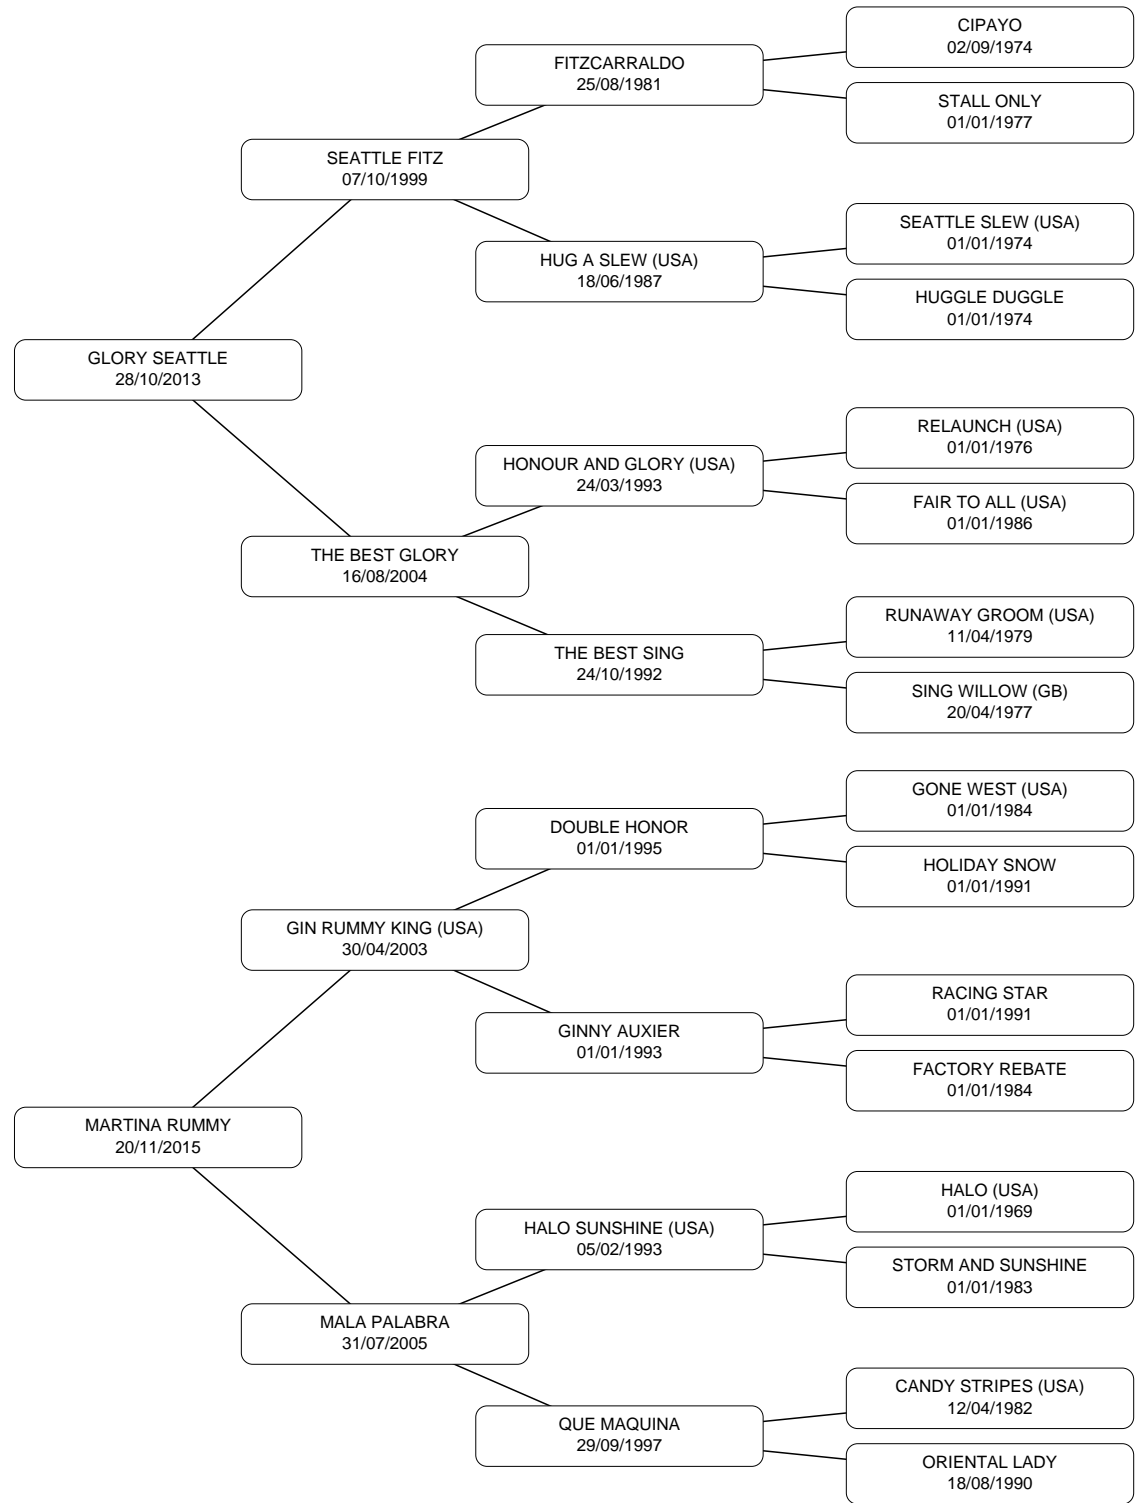 CIPAYO
02/09/1974
FITZCARRALDO
25/08/1981
STALL ONLY
01/01/1977
SEATTLE FITZ
07/10/1999
SEATTLE SLEW (USA)
01/01/1974
HUG A SLEW (USA)
18/06/1987
HUGGLE DUGGLE
01/01/1974
GLORY SEATTLE
28/10/2013
RELAUNCH (USA)
01/01/1976
HONOUR AND GLORY (USA)
24/03/1993
FAIR TO ALL (USA)
01/01/1986
THE BEST GLORY
16/08/2004
RUNAWAY GROOM (USA)
11/04/1979
THE BEST SING
24/10/1992
SING WILLOW (GB)
20/04/1977
GONE WEST (USA)
01/01/1984
DOUBLE HONOR
01/01/1995
HOLIDAY SNOW
01/01/1991
GIN RUMMY KING (USA)
30/04/2003
RACING STAR
01/01/1991
GINNY AUXIER
01/01/1993
FACTORY REBATE
01/01/1984
MARTINA RUMMY
20/11/2015
HALO (USA)
01/01/1969
HALO SUNSHINE (USA)
05/02/1993
STORM AND SUNSHINE
01/01/1983
MALA PALABRA
31/07/2005
CANDY STRIPES (USA)
12/04/1982
QUE MAQUINA
29/09/1997
ORIENTAL LADY
18/08/1990